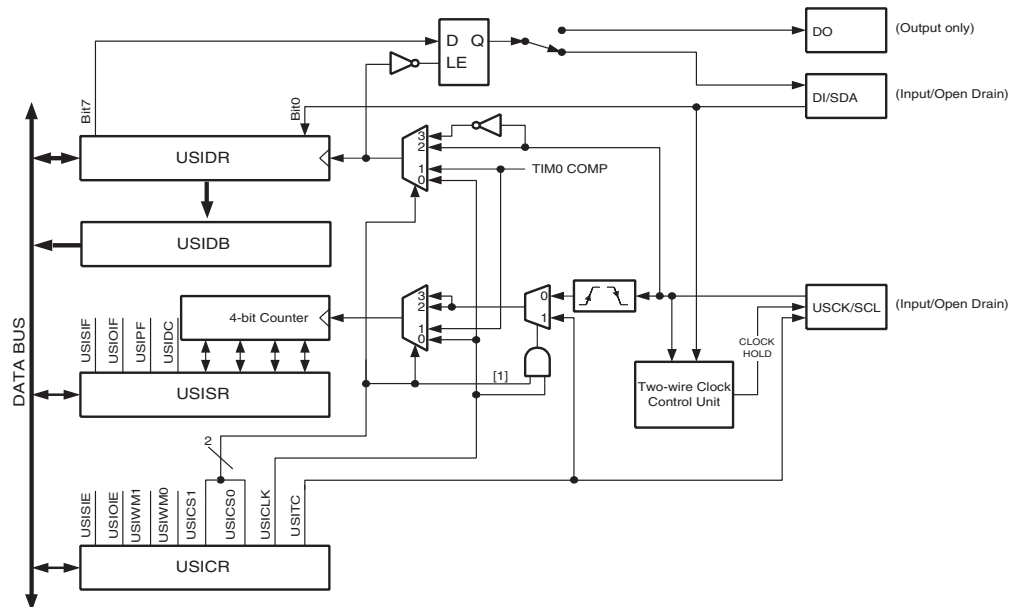 D Q
LE
DO
(Output only)
DI/SDA
(Input/Open Drain)
Bit7
Bit0
USIDR
3
2
1
0
TIM0 COMP
USIDB
DATA BUS
4-bit Counter
3
2
1
0
0
1
USCK/SCL
(Input/Open Drain)
CLOCK
HOLD
USISIF
USIOIF
USIPF
USIDC
USISR
[1]
Two-wire Clock
Control Unit
2
USISIE
USIOIE
USIWM1
USIWM0
USICS1
USICS0
USICLK
USITC
USICR